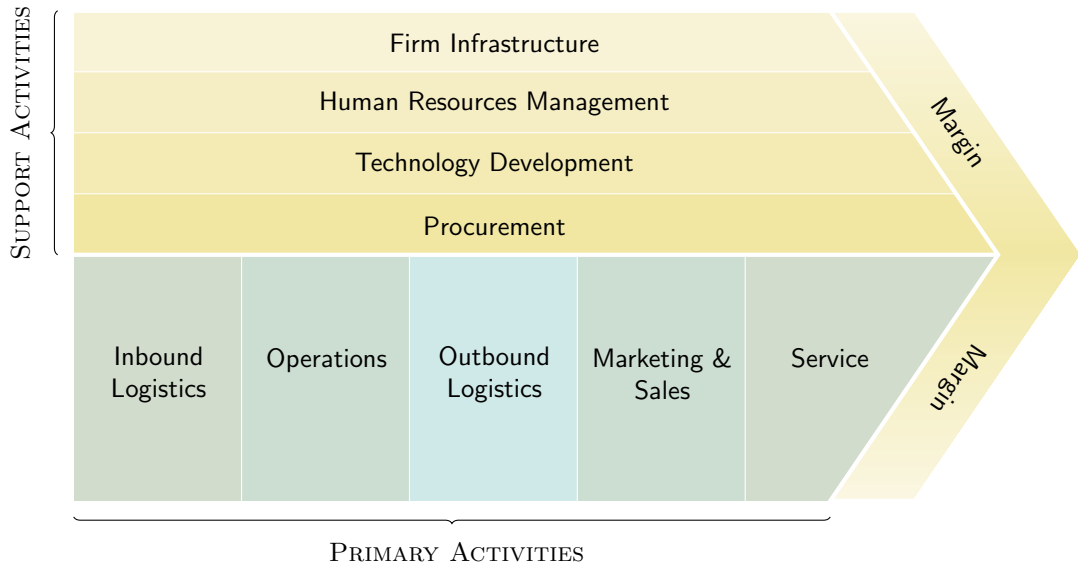 SUPPORT ACTIVITIES
Firm Infrastructure
Human Resources Management
Technology Development
Procurement
Margin
Inbound
Logistics
Operations
Outbound
Logistics
Marketing &
Sales
Service
Margin
PRIMARY ACTIVITIES